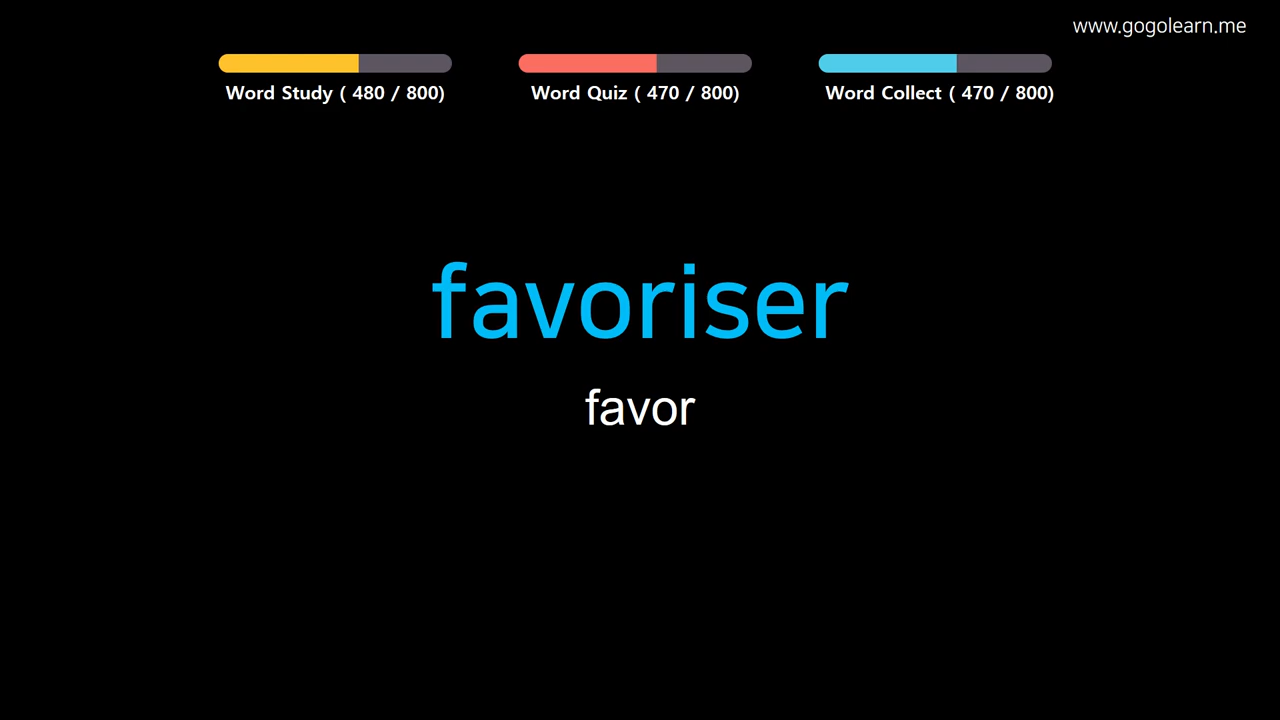 www.gogolearn.me
Word Study ( 480 / 800)
Word Quiz ( 470 / 800)
Word Collect ( 470 / 800)
favoriser
favor